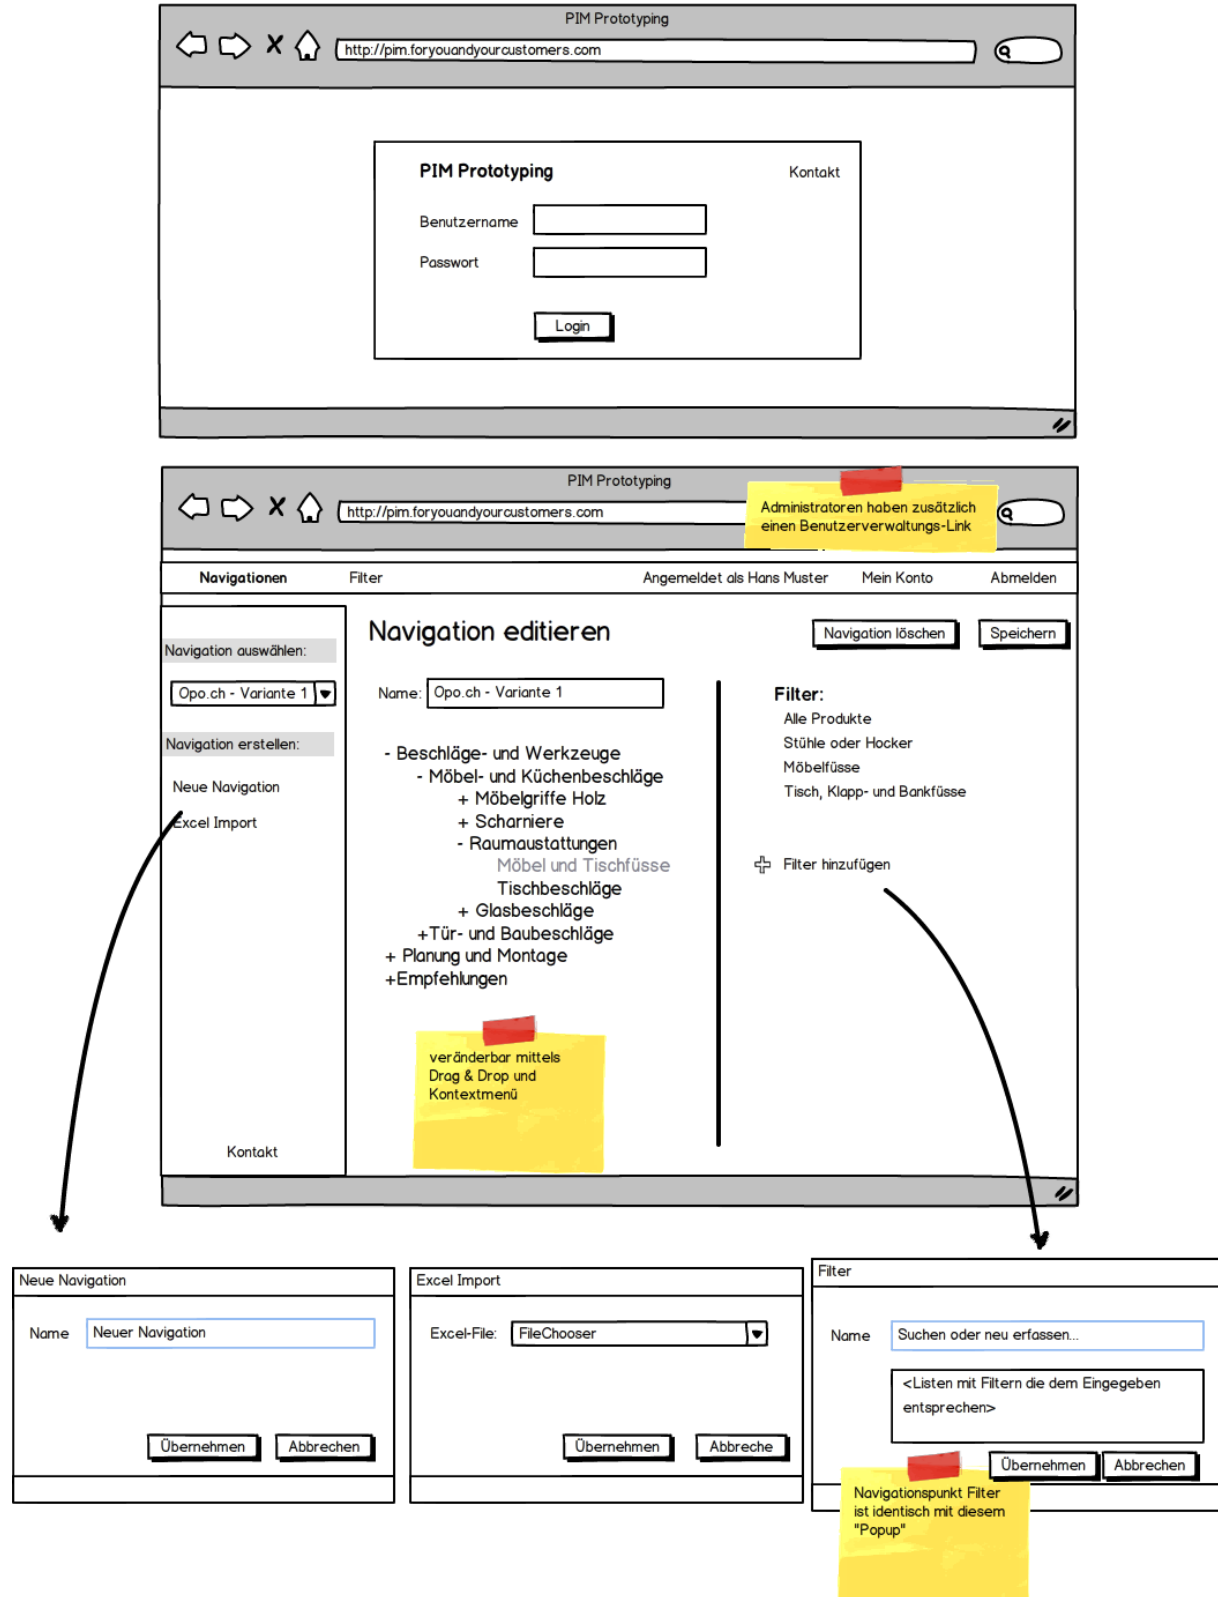 PIM Prototyping
http://pim.foryouandyourcustomers.com
PIM Prototyping
Kontakt
Benutzername
Passwort
Login
PIM Prototyping
http://pim.foryouandyourcustomers.com
Administratoren haben zusätzlich
einen Benutzerverwaltungs-Link
Navigationen
Filter
Angemeldet als Hans Muster
Mein Konto
Abmelden
Navigation auswählen:
Opo.ch - Variante 1
Navigation erstellen:
Neue Navigation
Excel Import
Kontakt
Navigation editieren
Navigation löschen
Speichern
Name: Opo.ch - Variante 1
- Beschläge- und Werkzeuge
- Möbel- und Küchenbeschläge
+ Möbelgriffe Holz
+ Scharniere
- Raumaustattungen
Möbel und Tischfüsse
Tischbeschläge
+ Glasbeschläge
+Tür- und Baubeschläge
+ Planung und Montage
+Empfehlungen
veränderbar mittels
Drag & Drop und
Kontextmenü
Filter:
Alle Produkte
Stühle oder Hocker
Möbelfüsse
Tisch, Klapp- und Bankfüsse
Filter hinzufügen
Neue Navigation
Name Neuer Navigation
Übernehmen Abbrechen
Excel Import
Excel-File: FileChooser
Übernehmen Abbreche
Filter
Name Suchen oder neu erfassen...
<Listen mit Filtern die dem Eingegeben
entsprechen>
Übernehmen Abbrechen
Navigationspunkt Filter
ist identisch mit diesem
"Popup"